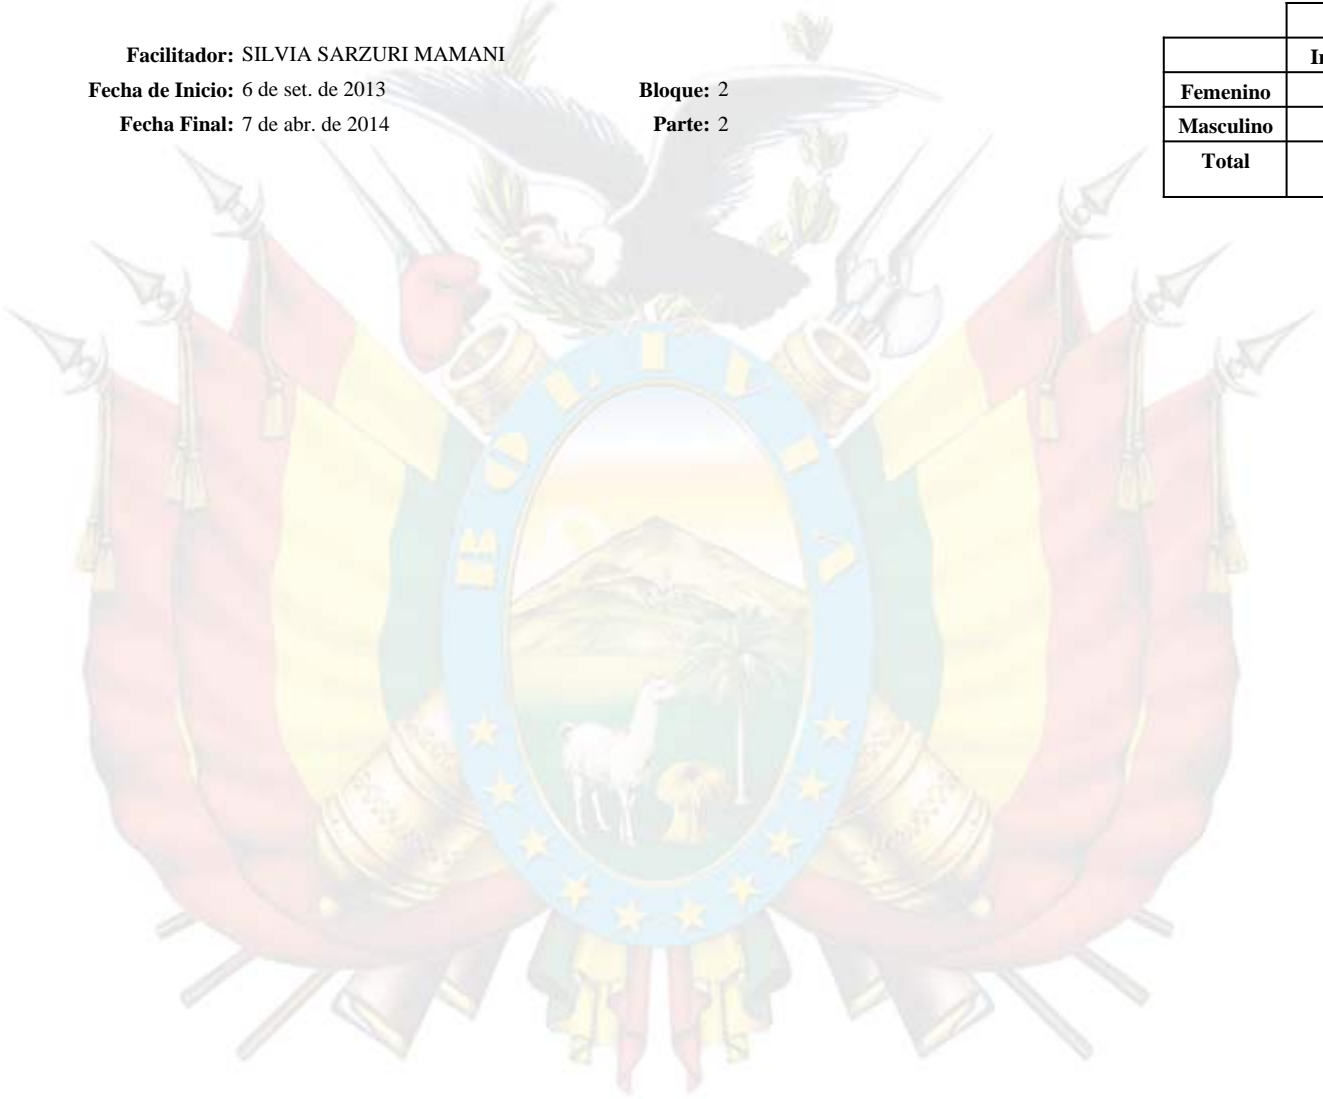 Facilitador: SILVIA SARZURI MAMANI
Fecha de Inicio: 6 de set. de 2013 Bloque: 2
Fecha Final: 7 de abr. de 2014 Parte: 2
Femenino
Masculino
Total
BOLIVIA